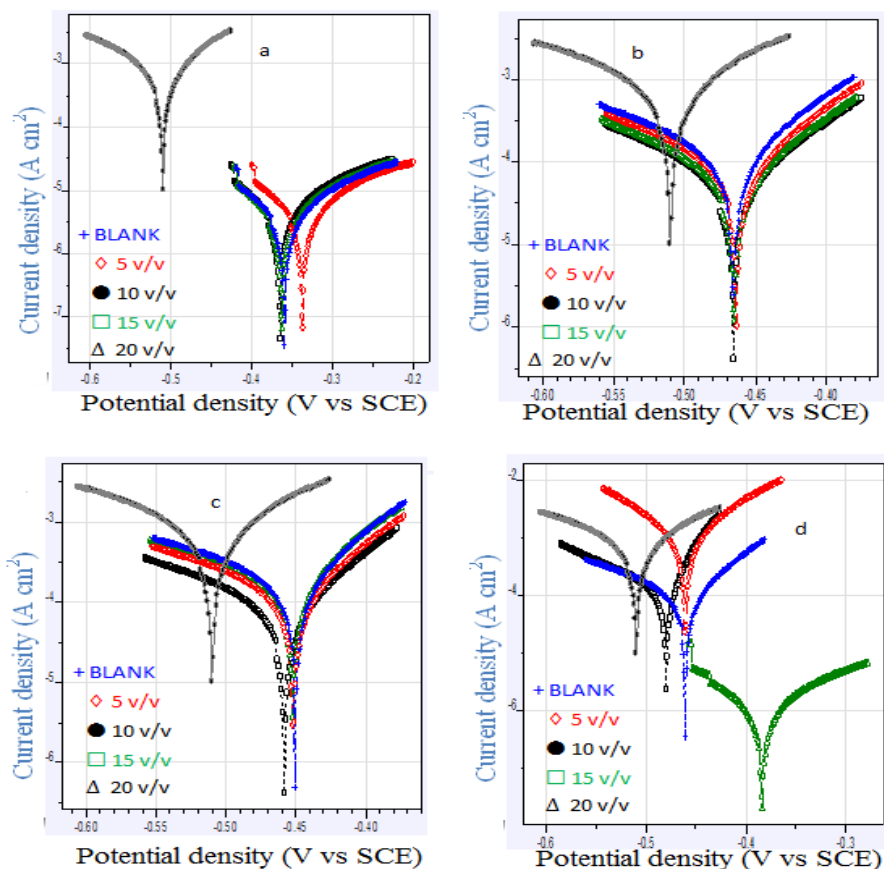 a
-3
-4
-5
-6
-7
Current density (A cm²)
+ BLANK
◇ 5 v/v
● 10 v/v
□ 15 v/v
Δ 20 v/v
-0.6 -0.5 -0.4 -0.3 -0.2
Potential density (V vs SCE)
b
-3
-4
-5
-6
Current density (A cm²)
+ BLANK
◇ 5 v/v
● 10 v/v
□ 15 v/v
Δ 20 v/v
-0.60 -0.55 -0.50 -0.45 -0.40
Potential density (V vs SCE)
c
-3
-4
-5
-6
Current density (A cm²)
+ BLANK
◇ 5 v/v
● 10 v/v
□ 15 v/v
Δ 20 v/v
-0.60 -0.55 -0.50 -0.45 -0.40
Potential density (V vs SCE)
d
-2
-4
-6
Current density (A cm²)
+ BLANK
◇ 5 v/v
● 10 v/v
□ 15 v/v
Δ 20 v/v
-0.6 -0.5 -0.4 -0.3
Potential density (V vs SCE)